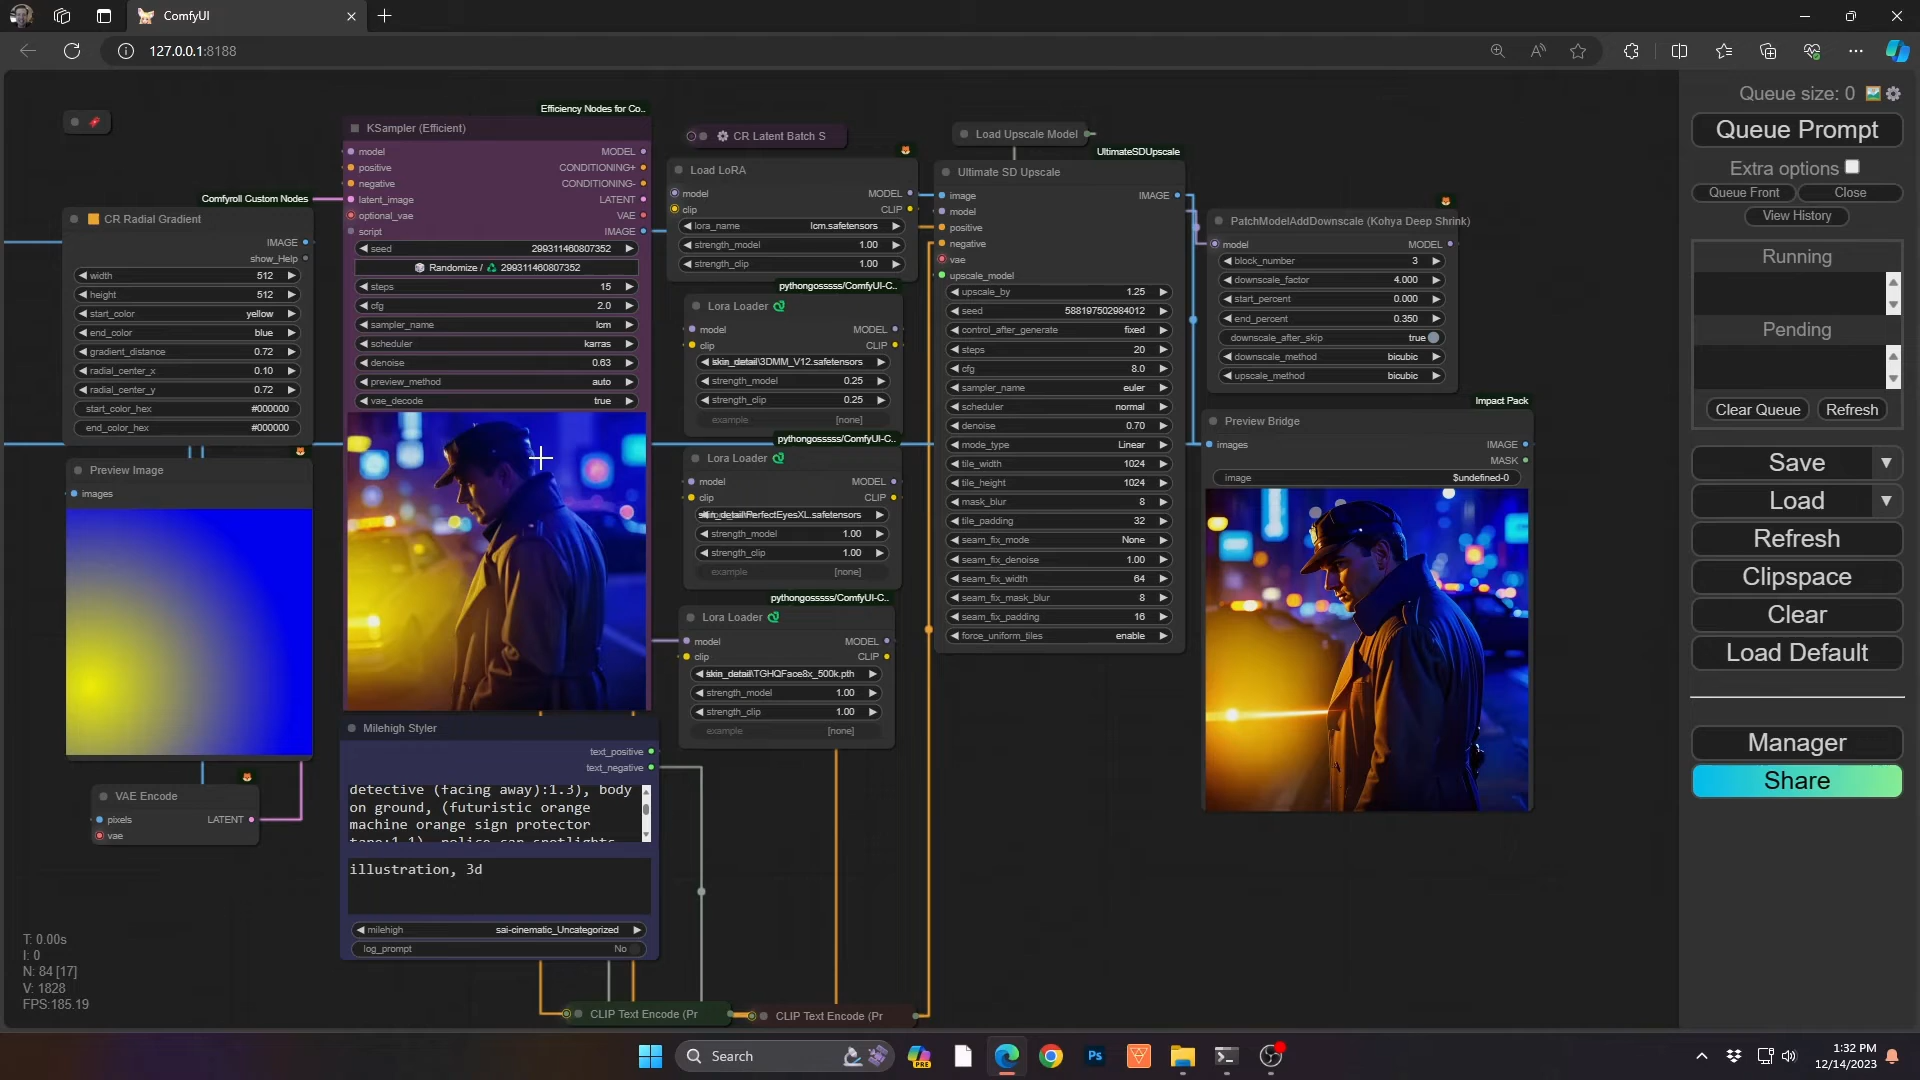 ComfyUI
127.0.0.1:8188
Comfyroll Custom Nodes
CR Radial Gradient
IMAGE
show_Help
width 512
height 512
start_color yellow
end_color blue
gradient_distance 0.72
radial_center_x 0.10
radial_center_y 0.72
start_color_hex #000000
end_color_hex #000000
Preview Image
images
VAE Encode
pixels LATENT
vae
T: 0.00s
I: 0
N: 84 [17]
V: 1828
FPS:185.19
Efficiency Nodes for Co..
KSampler (Efficient)
model MODEL
positive CONDITIONING+
negative CONDITIONING-
latent_image LATENT
optional_vae VAE
script IMAGE
seed 299311460807352
Randomize / 299311460807352
steps 15
cfg 2.0
sampler_name lcm
scheduler karras
denoise 0.63
preview_method auto
vae_decode true
Milehigh Styler
text_positive
text_negative
detective (facing away):1.3), body
on ground, (futuristic orange
machine orange sign protector
illustration, 3d
milehigh sai-cinematic_Uncategorized
log_prompt No
CLIP Text Encode (Pr
CLIP Text Encode (Pr
CR Latent Batch S
Load LoRA
model MODEL
clip CLIP
lora_name lcm.safetensors
strength_model 1.00
strength_clip 1.00
pythongosssss/ComfyUI-C..
Lora Loader
model MODEL
clip CLIP
skin_detail\3DMM_V12.safetensors
strength_model 0.25
strength_clip 0.25
example [none]
pythongosssss/ComfyUI-C..
Lora Loader
model MODEL
clip CLIP
skin_detail\PerfectEyesXL.safetensors
strength_model 1.00
strength_clip 1.00
example [none]
pythongosssss/ComfyUI-C..
Lora Loader
model MODEL
clip CLIP
skin_detail\TGHQFace8x_500k.pth
strength_model 1.00
strength_clip 1.00
example [none]
Load Upscale Model
UltimateSDUpscale
Ultimate SD Upscale
image IMAGE
model
positive
negative
vae
upscale_model
upscale_by 1.25
seed 588197502984012
control_after_generate fixed
steps 20
cfg 8.0
sampler_name euler
scheduler normal
denoise 0.70
mode_type Linear
tile_width 1024
tile_height 1024
mask_blur 8
tile_padding 32
seam_fix_mode None
seam_fix_denoise 1.00
seam_fix_width 64
seam_fix_mask_blur 8
seam_fix_padding 16
force_uniform_tiles enable
PatchModelAddDownscale (Kohya Deep Shrink)
model MODEL
block_number 3
downscale_factor 4.000
start_percent 0.000
end_percent 0.350
downscale_after_skip true
downscale_method bicubic
upscale_method bicubic
Impact Pack
Preview Bridge
images IMAGE
MASK
image $undefined-0
Queue size: 0
Queue Prompt
Extra options
Queue Front Close
View History
Running
Pending
Clear Queue Refresh
Save
Load
Refresh
Clipspace
Clear
Load Default
Manager
Share
Search
PRE
Ps
1:32 PM
12/14/2023